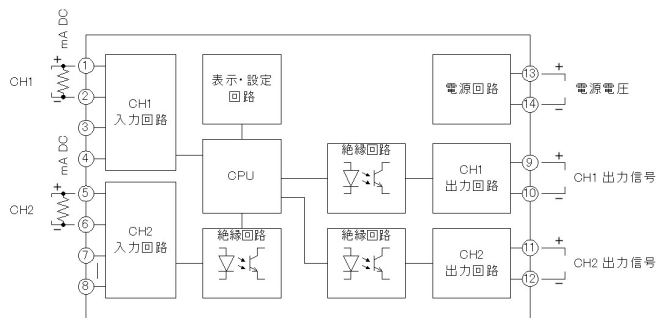 mA DC
+
CH1
−
1
2
3
4
CH1
入力回路
表示・設定
回路
電源回路
13
14
+
−
電源電圧
mA DC
+
CH2
−
5
6
7
8
CH2
入力回路
CPU
絶縁回路
絶縁回路
CH1
出力回路
9
10
+
−
CH1 出力信号
絶縁回路
CH2
出力回路
11
12
+
−
CH2 出力信号